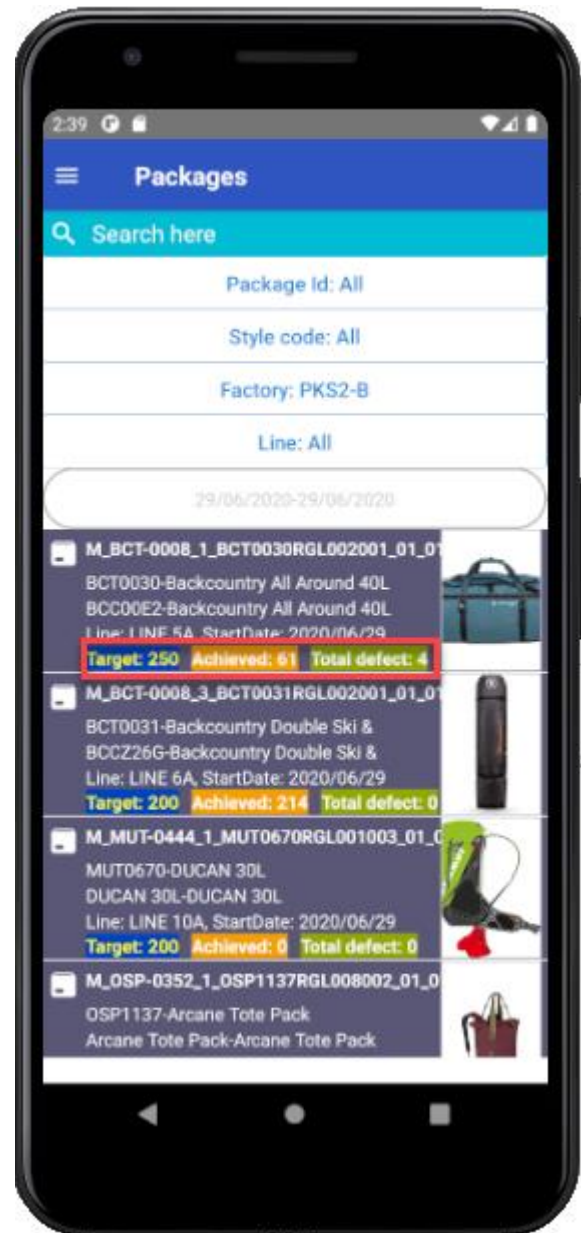 2:39
Packages
Search here
Package Id: All
Style code: All
Factory: PKS2-B
Line: All
29/06/2020-29/06/2020
M_BCT-0008_1_BCT0030RGL002001_01_01
BCT0030-Backcountry All Around 40L
BCC00E2-Backcountry All Around 40L
Line: LINE 5A, StartDate: 2020/06/29
Target: 250 Achieved: 61 Total defect: 4
M_BCT-0008_3_BCT0031RGL002001_01_01
BCT0031-Backcountry Double Ski &
BCCZ26G-Backcountry Double Ski &
Line: LINE 6A, StartDate: 2020/06/29
Target: 200 Achieved: 214 Total defect: 0
M_MUT-0444_1_MUT0670RGL001003_01_0
MUT0670-DUCAN 30L
DUCAN 30L-DUCAN 30L
Line: LINE 10A, StartDate: 2020/06/29
Target: 200 Achieved: 0 Total defect: 0
M_OSP-0352_1_OSP1137RGL008002_01_0
OSP1137-Arcane Tote Pack
Arcane Tote Pack-Arcane Tote Pack